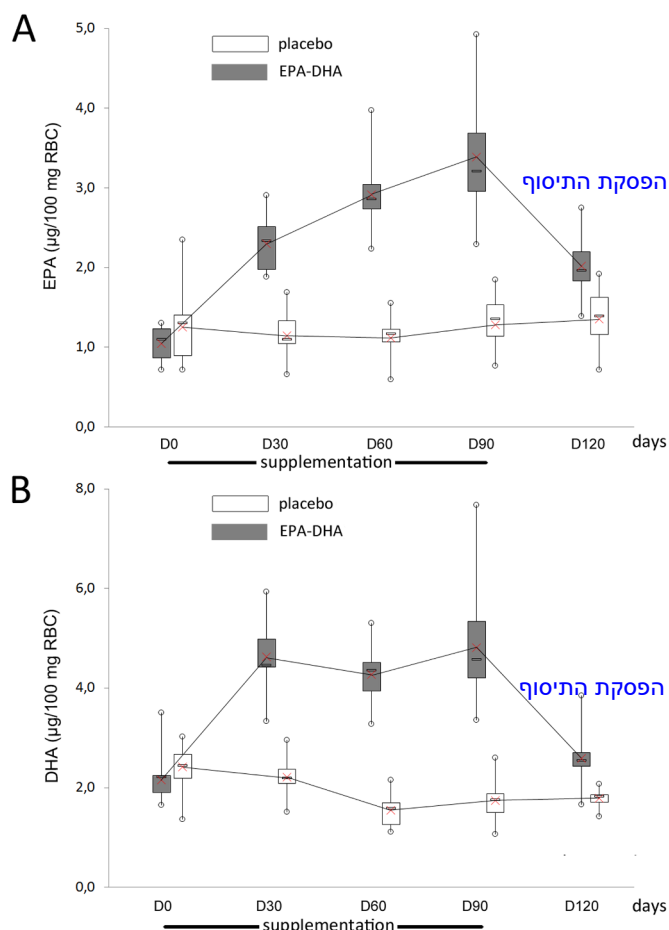 A
placebo
EPA-DHA
EPA (µg/100 mg RBC)
5,0
4,0
3,0
2,0
1,0
0,0
הפסקת התיסוף
D0 D30 D60 D90 D120 days
supplementation
B
placebo
EPA-DHA
DHA (µg/100 mg RBC)
8,0
6,0
4,0
2,0
0,0
הפסקת התיסוף
D0 D30 D60 D90 D120 days
supplementation